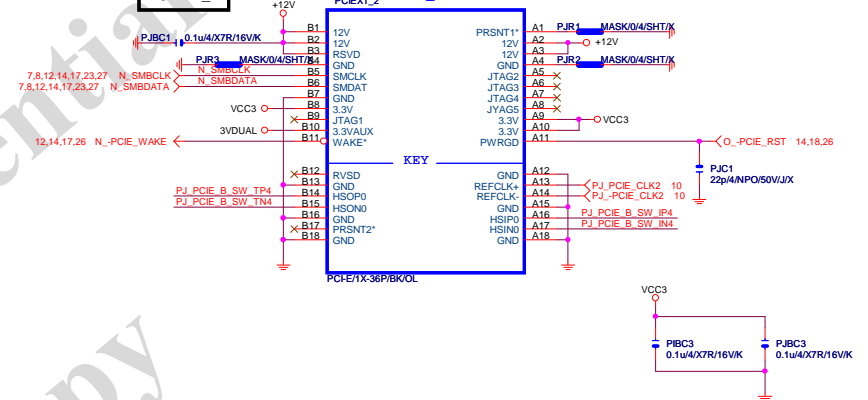 +12V
PCIEXT_2
PJBC1 0.1u/4/X7R/16V/K
B1 12V PRSNT1* A1 PJR1 MASK/0/4/SHT/X
B2 12V 12V A2 +12V
B3 RSVD 12V A3
PJR3 MASK/0/4/SHT/X B4 GND GND A4 PJR2 MASK/0/4/SHT/X
7,8,12,14,17,23,27 N_SMBCLK N_SMBCLK B5 SMCLK JTAG2 A5
7,8,12,14,17,23,27 N_SMBDATA N_SMBDATA B6 SMDAT JTAG3 A6
B7 GND JTAG4 A7
VCC3 B8 3.3V JYAG5 A8
B9 JTAG1 3.3V A9 VCC3
3VDUAL B10 3.3VAUX 3.3V A10
12,14,17,26 N_-PCIE_WAKE B11 WAKE* PWRGD A11 O_-PCIE_RST 14,18,26
KEY
PJC1
22p/4/NPO/50V/J/X
B12 RVSD GND A12
B13 GND REFCLK+ A13 PJ_PCIE_CLK2 10
PJ_PCIE_B_SW_TP4 B14 HSOP0 REFCLK- A14 PJ_-PCIE_CLK2 10
PJ_PCIE_B_SW_TN4 B15 HSON0 GND A15
B16 GND HSIP0 A16 PJ_PCIE_B_SW_IP4
B17 PRSNT2* HSIN0 A17 PJ_PCIE_B_SW_IN4
B18 GND GND A18
PCI-E/1X-36P/BK/OL
VCC3
PIBC3 PJBC3
0.1u/4/X7R/16V/K 0.1u/4/X7R/16V/K